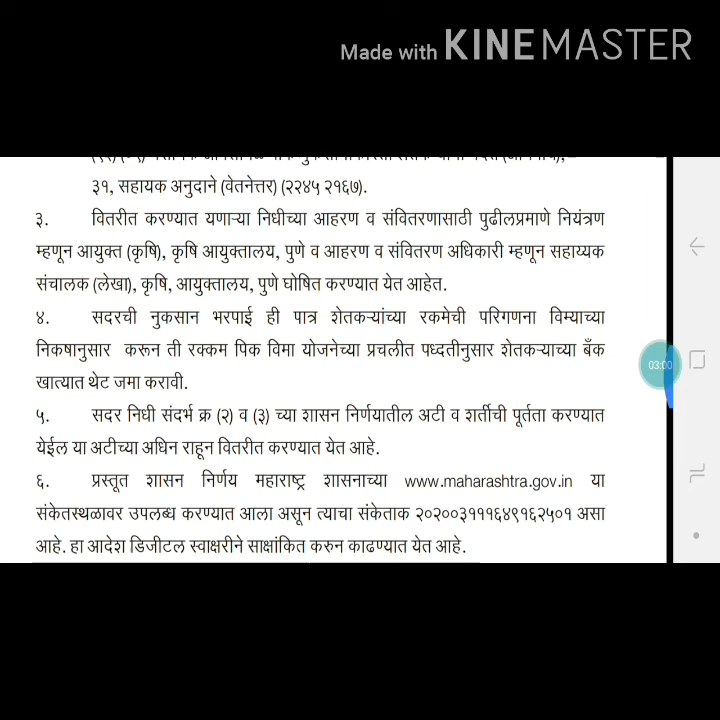 Made with KINEMASTER
३१, सहायक अनुदाने (वेतनेत्तर) (२२४५ २१६७).
३. वितरीत करण्यात यणाऱ्या निधीच्या आहरण व संवितरणासाठी पुढीलप्रमाणे नियंत्रण
म्हणून आयुक्त (कृषि), कृषि आयुक्तालय, पुणे व आहरण व संवितरण अधिकारी म्हणून सहाय्यक
संचालक (लेखा), कृषि, आयुक्तालय, पुणे घोषित करण्यात येत आहेत.
४. सदरची नुकसान भरपाई ही पात्र शेतकऱ्यांच्या रकमेची परिगणना विम्याच्या
निकषानुसार करून ती रक्कम पिक विमा योजनेच्या प्रचलीत पध्दतीनुसार शेतकऱ्याच्या बँक
खात्यात थेट जमा करावी.
03:00
५. सदर निधी संदर्भ क्र (२) व (३) च्या शासन निर्णयातील अटी व शर्तीची पूर्तता करण्यात
येईल या अटीच्या अधिन राहून वितरीत करण्यात येत आहे.
६. प्रस्तूत शासन निर्णय महाराष्ट्र शासनाच्या www.maharashtra.gov.in या
संकेतस्थळावर उपलब्ध करण्यात आला असून त्याचा संकेताक २०२००३१११६४९१६२५०१ असा
आहे. हा आदेश डिजीटल स्वाक्षरीने साक्षांकित करुन काढण्यात येत आहे.